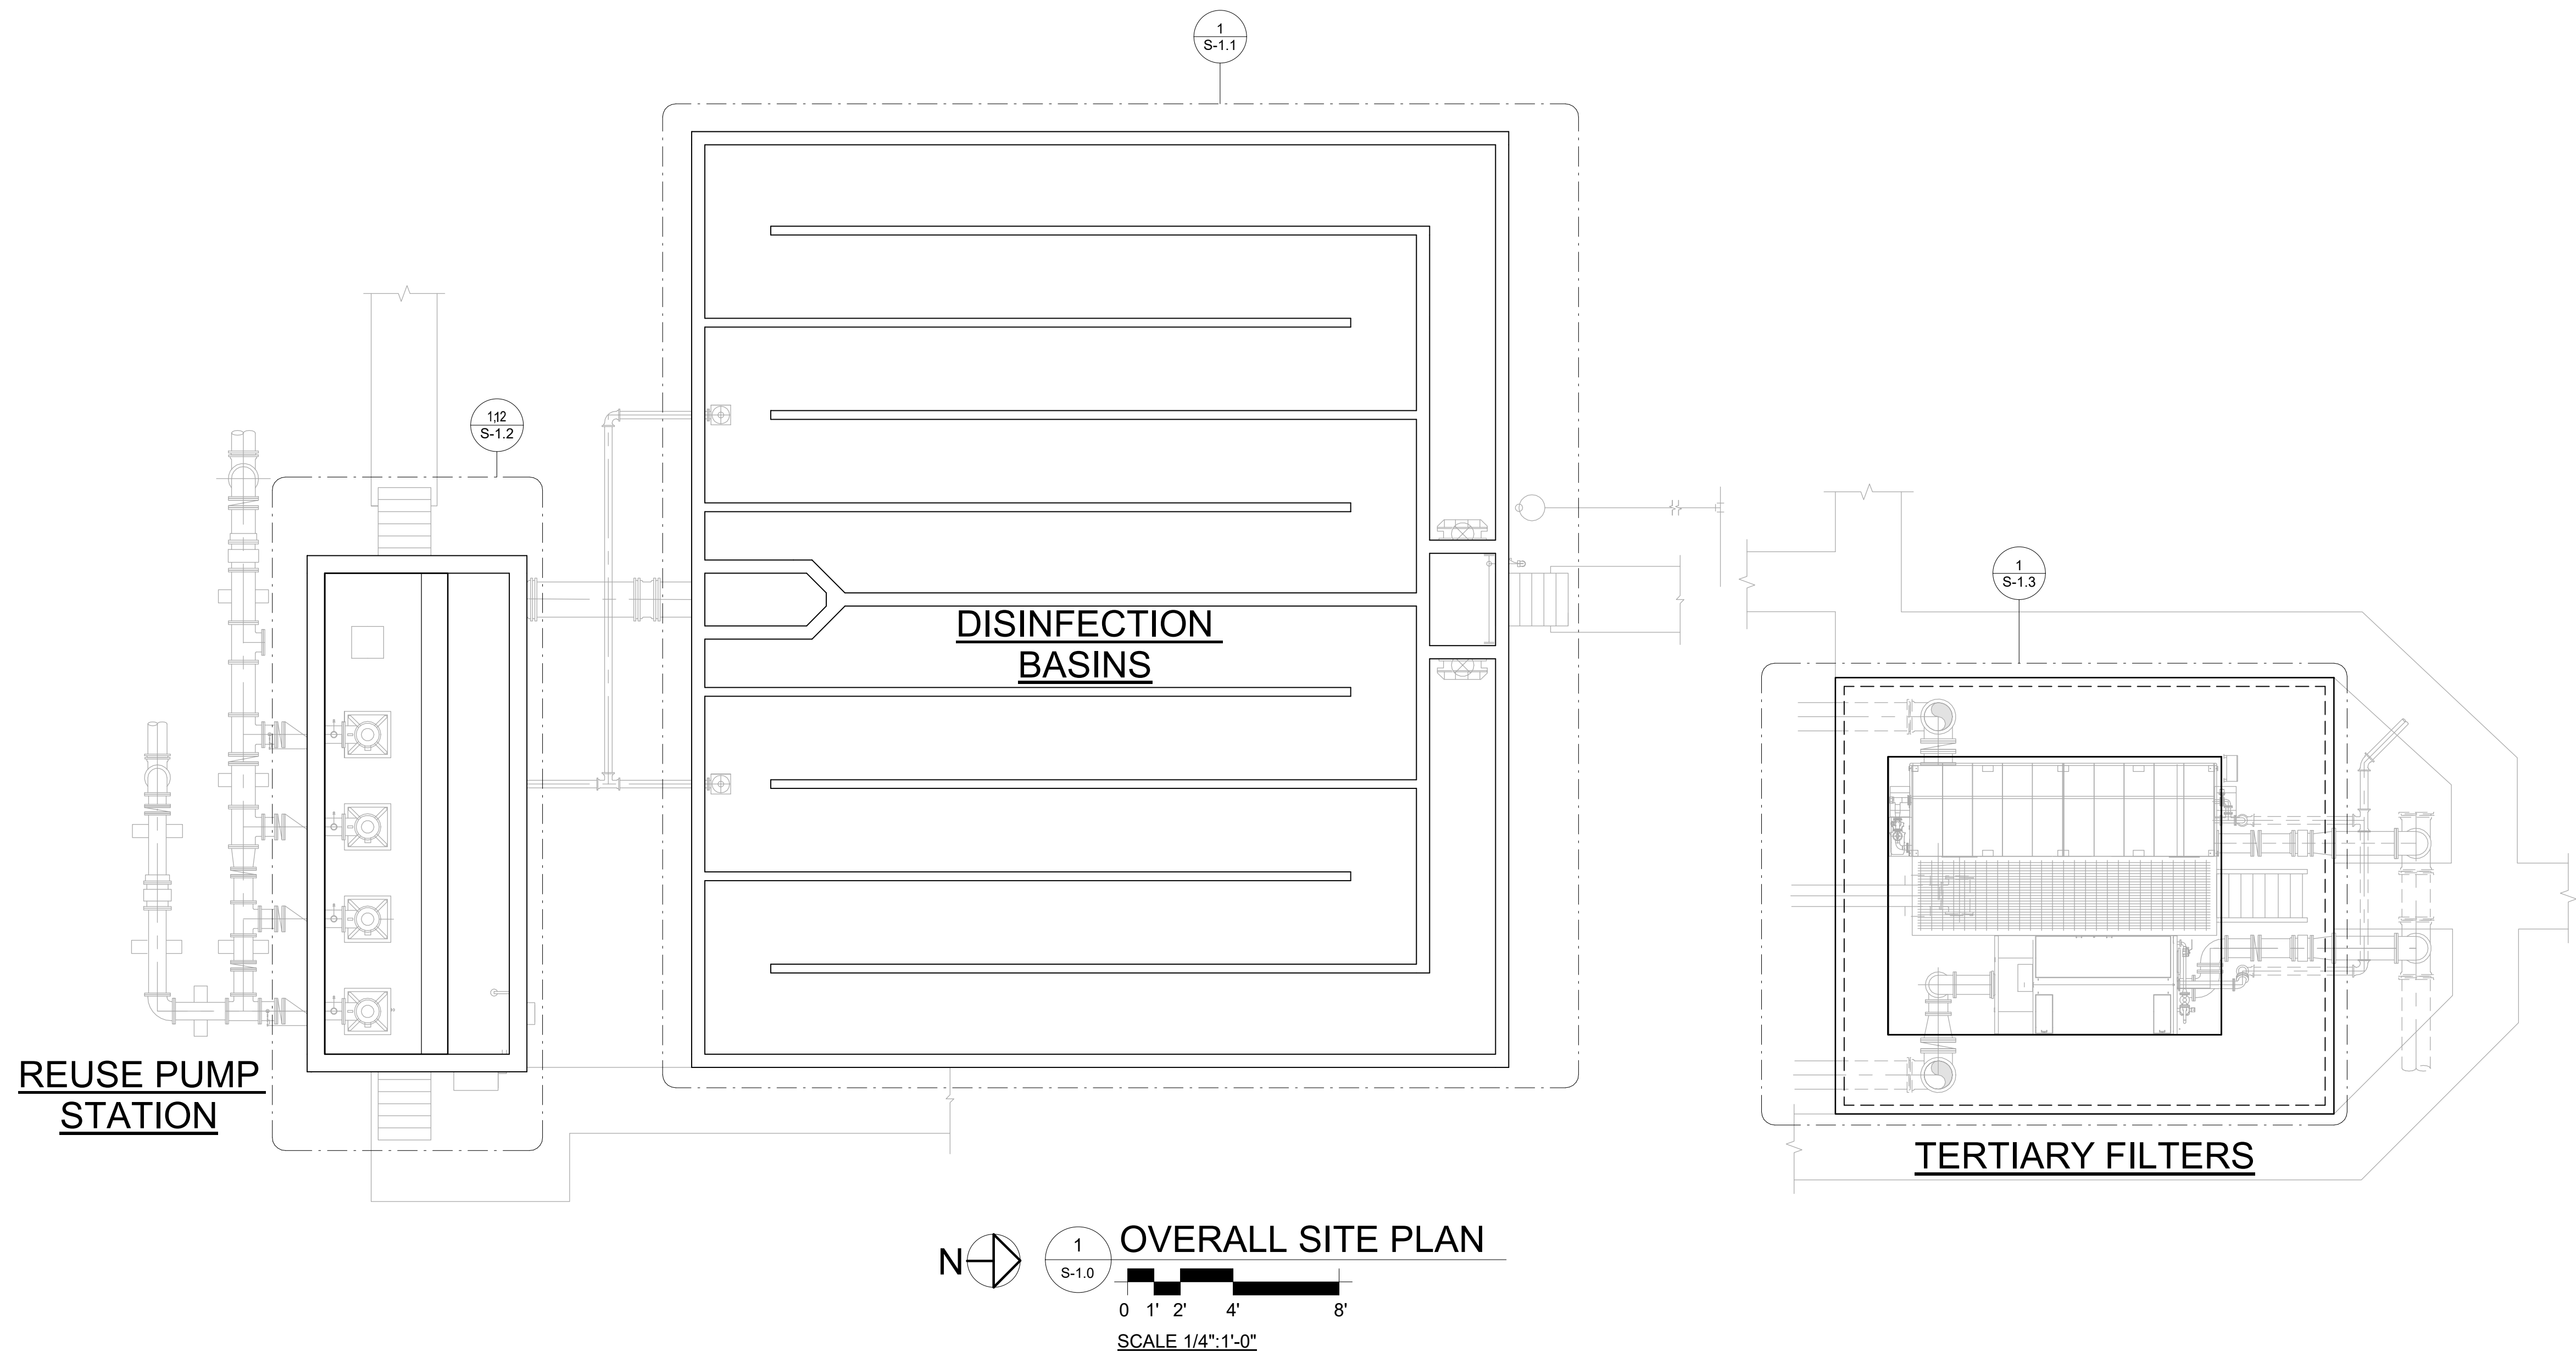 1
S-1.1
1,12
S-1.2
DISINFECTION
BASINS
1
S-1.3
REUSE PUMP
STATION
TERTIARY FILTERS
N
1
S-1.0
OVERALL SITE PLAN
0 1' 2' 4' 8'
SCALE 1/4":1'-0"